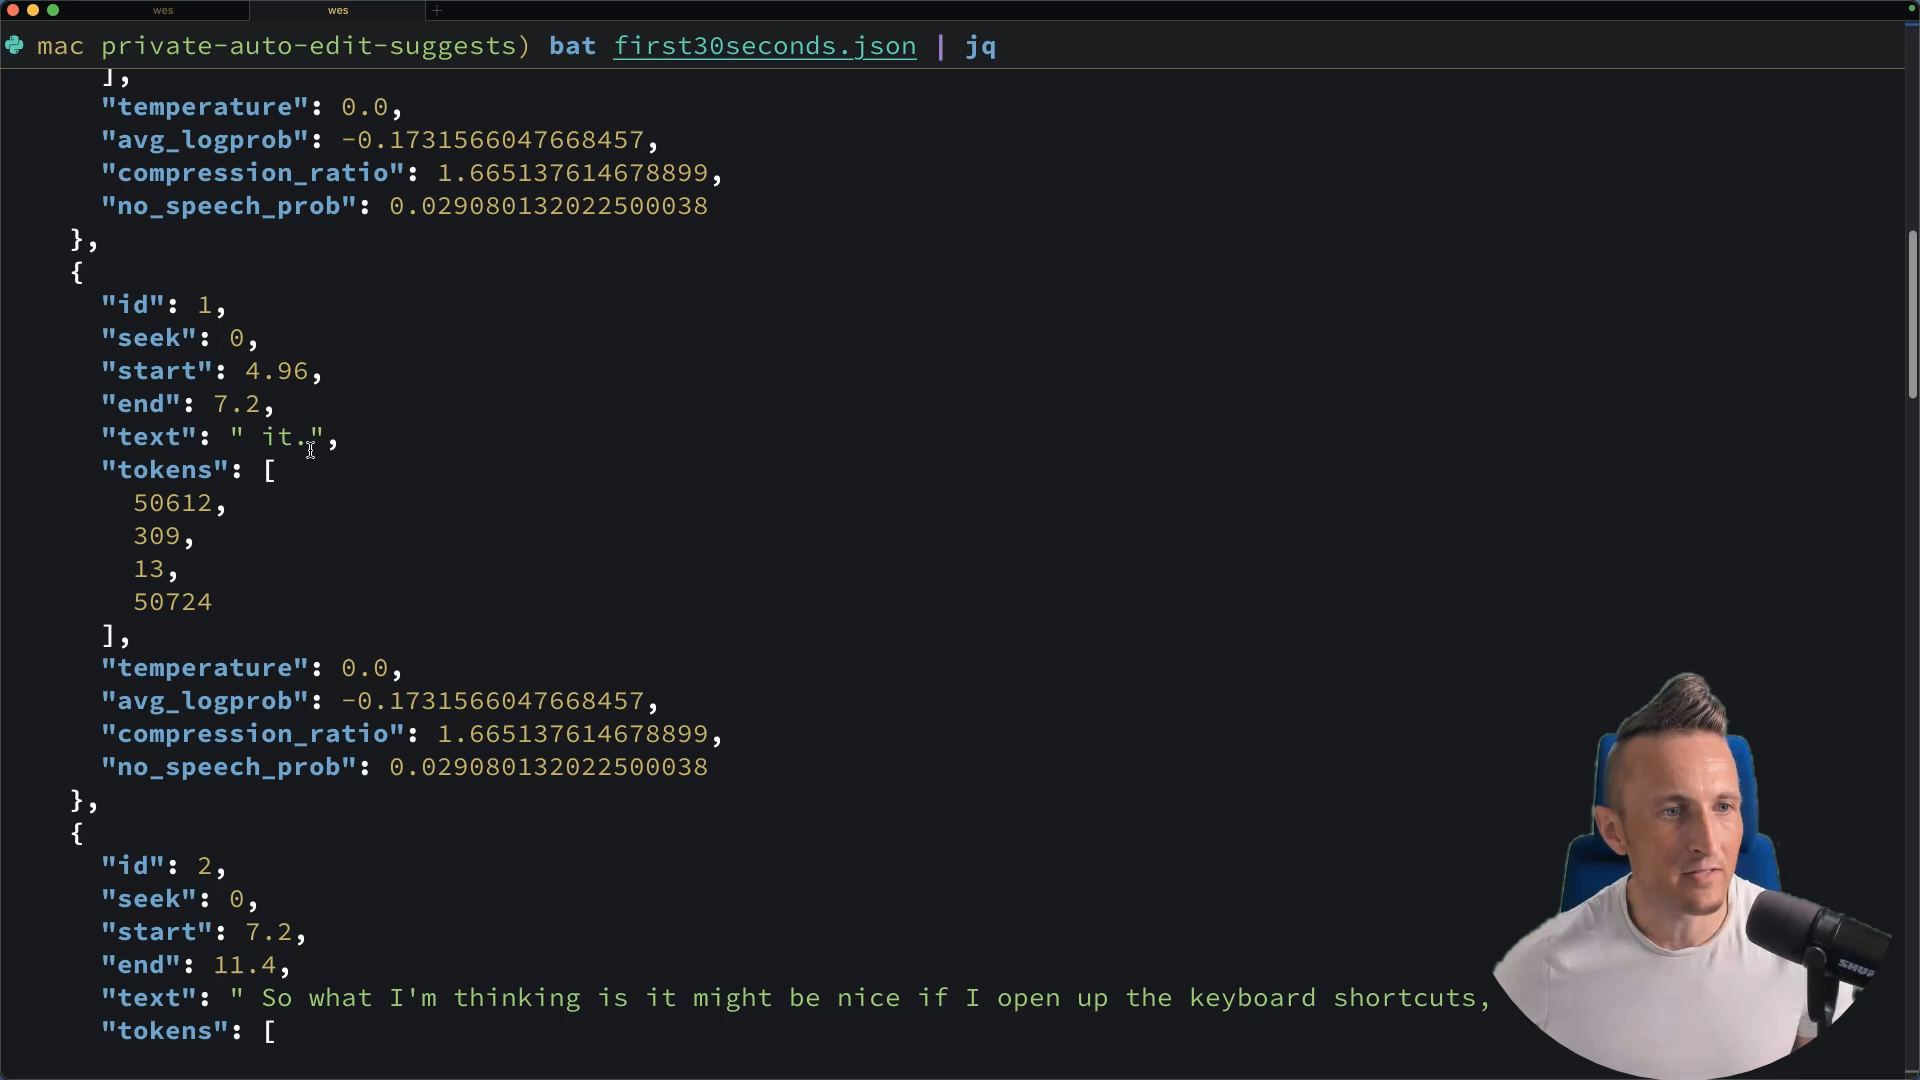 wes
wes
mac private-auto-edit-suggests) bat first30seconds.json | jq
],
"temperature": 0.0,
"avg_logprob": -0.1731566047668457,
"compression_ratio": 1.665137614678899,
"no_speech_prob": 0.029080132022500038
},
{
"id": 1,
"seek": 0,
"start": 4.96,
"end": 7.2,
"text": " it.",
"tokens": [
50612,
309,
13,
50724
],
"temperature": 0.0,
"avg_logprob": -0.1731566047668457,
"compression_ratio": 1.665137614678899,
"no_speech_prob": 0.029080132022500038
},
{
"id": 2,
"seek": 0,
"start": 7.2,
"end": 11.4,
"text": " So what I'm thinking is it might be nice if I open up the keyboard shortcuts,
"tokens": [
SHURE